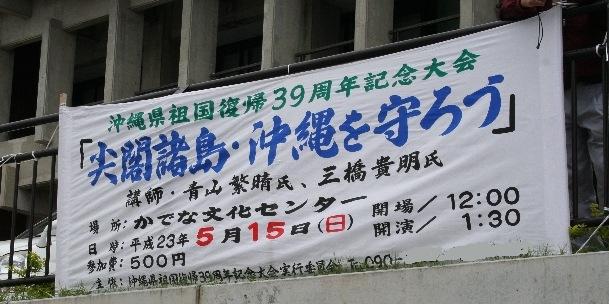 沖縄県祖国復帰39周年記念大会
「尖閣諸島・沖縄を守ろう」
講師・青山繁晴氏、三橋貴明氏
場所:かでな文化センター 開場/12:00
日時:平成23年5月15日(日) 開演/1:30
参加費:500円
主催:沖縄県祖国復帰39周年記念大会実行委員会 TEL 090-